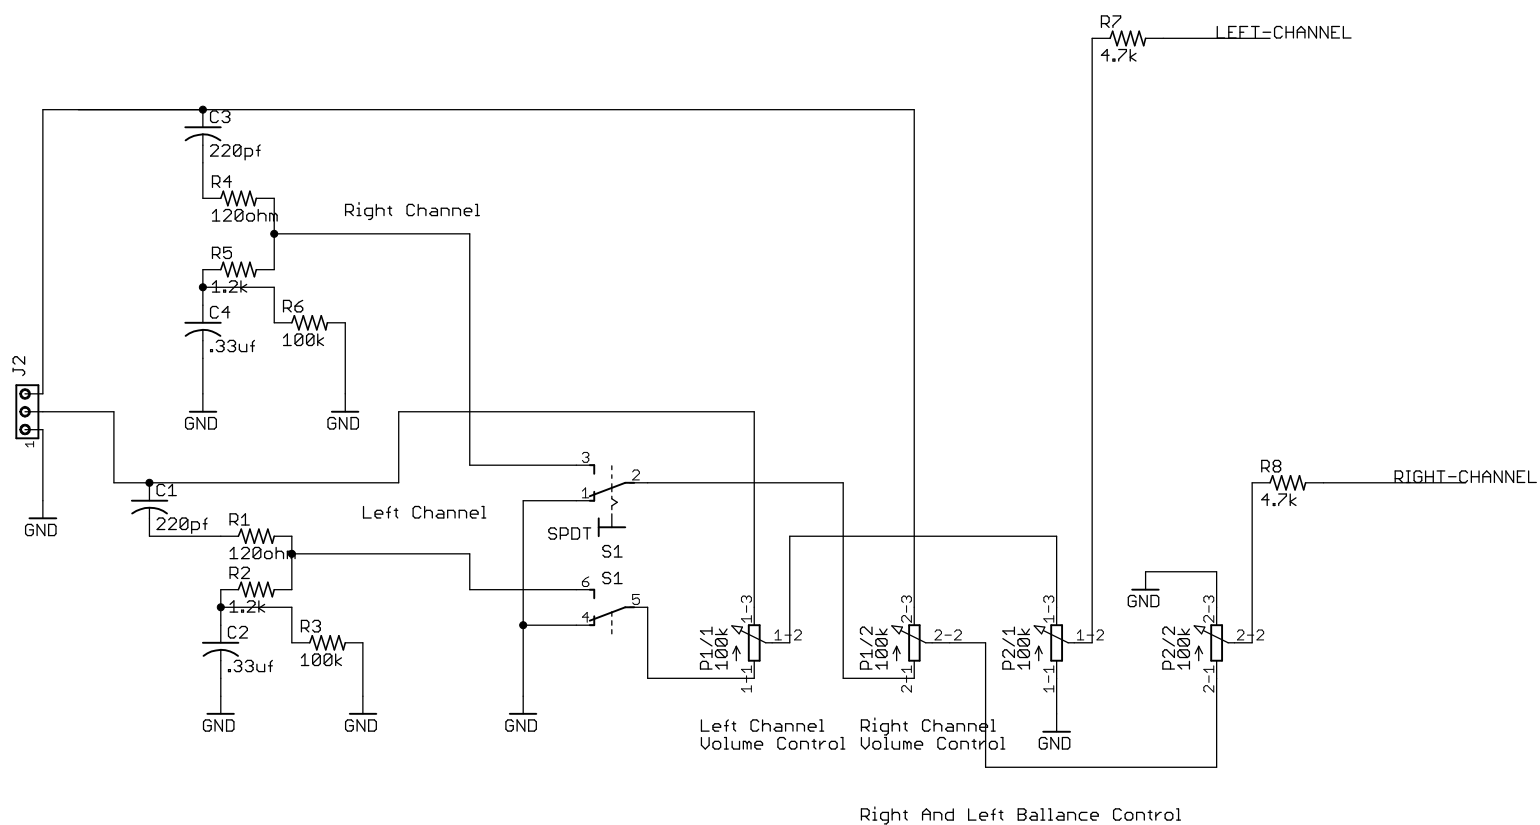 R7
LEFT-CHANNEL
4.7k
C3
220pf
R4
120ohm
Right Channel
R5
1.2k
C4
R6
.33uf
100k
J2
1
GND
GND
GND
C1
220pf
Left Channel
R1
120ohm
R2
1.2k
C2
R3
.33uf
100k
GND
GND
3
2
1
SPDT
S1
S1
6
5
4
GND
R8
RIGHT-CHANNEL
4.7k
P1/1
100k
1-3
1-2
1-1
P1/2
100k
2-3
2-2
2-1
P2/1
100k
1-3
1-2
1-1
GND
GND
P2/2
100k
2-3
2-2
2-1
Left Channel
Volume Control
Right Channel
Volume Control
Right And Left Ballance Control